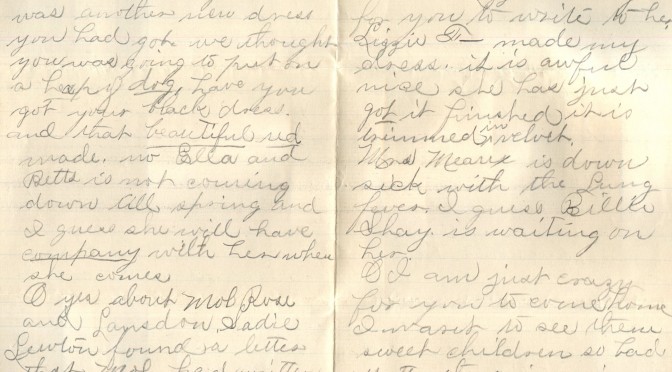 was another new dress
you had got. we thought
you was going to put on
a heap of dog, have you
got your black dress.
and that beautiful red
made. no Ella and
Betts is not coming
down all spring and
I guess she will have
company with her when
she comes
O yes about Mol Rose
and Lansdon. Sadie
Lewton found a letter
that Mol had written
for you to write to her
Lizzie F— made my
dress. it is awful
nice she has just
got it finished it is
trimmed in velvet.
Mrs Means is down
sick with the Lung
fever. I guess Billie
Shay is waiting on
her.
O I am just crazy
for you to come home
I want to see them
sweet children so bad